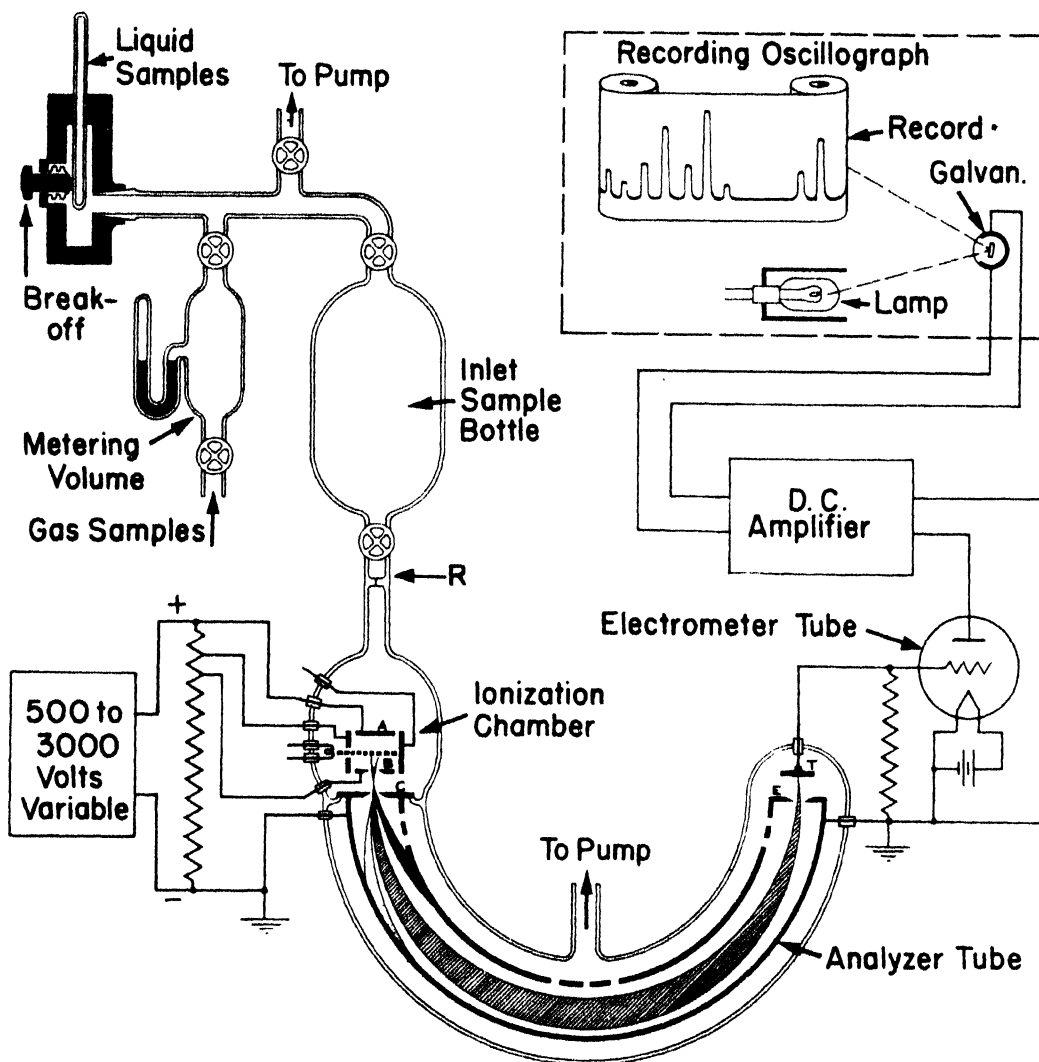 Liquid
Samples
To Pump
Recording Oscillograph
Record
Galvan.
Lamp
Break-
off
Inlet
Sample
Bottle
Metering
Volume
Gas Samples
R
D. C.
Amplifier
+
Electrometer Tube
500 to
3000
Volts
Variable
Ionization
Chamber
A
B
C
T
E
-
To Pump
Analyzer Tube